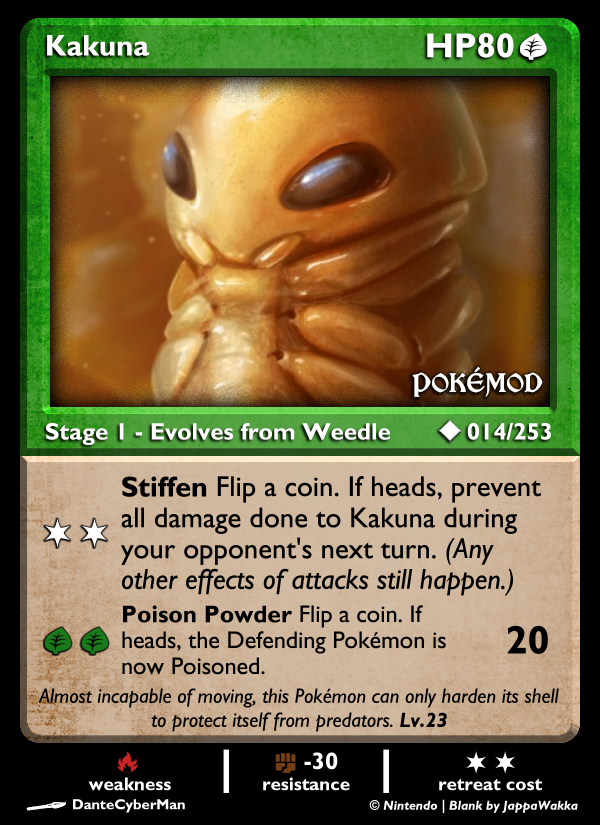 Kakuna HP80
POKÉMOD
Stage 1 - Evolves from Weedle 014/253
Stiffen Flip a coin. If heads, prevent
all damage done to Kakuna during
your opponent's next turn. (Any
other effects of attacks still happen.)
Poison Powder Flip a coin. If
heads, the Defending Pokémon is
now Poisoned.
20
Almost incapable of moving, this Pokémon can only harden its shell
to protect itself from predators. Lv.23
-30
weakness resistance retreat cost
DanteCyberMan © Nintendo | Blank by JappaWakka